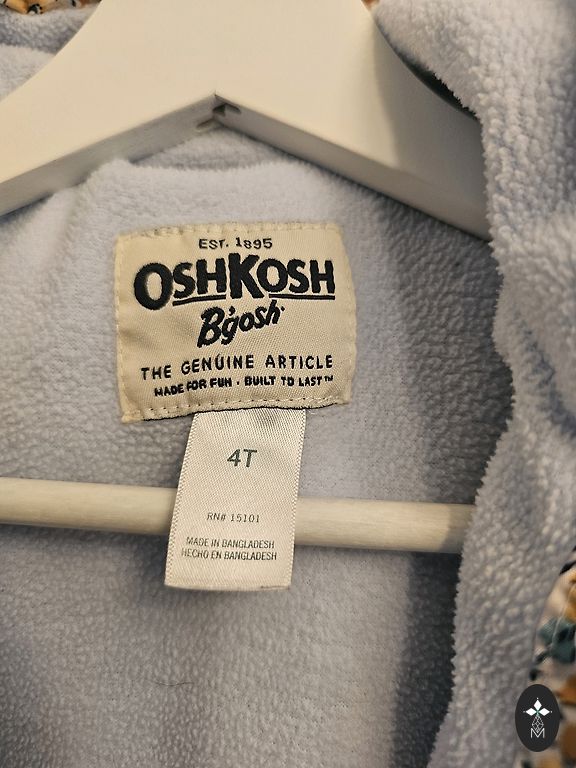 EST. 1895
OSHKOSH
B'gosh
THE GENUINE ARTICLE
MADE FOR FUN · BUILT TO LAST™
4T
RN# 15101
MADE IN BANGLADESH
HECHO EN BANGLADESH
M